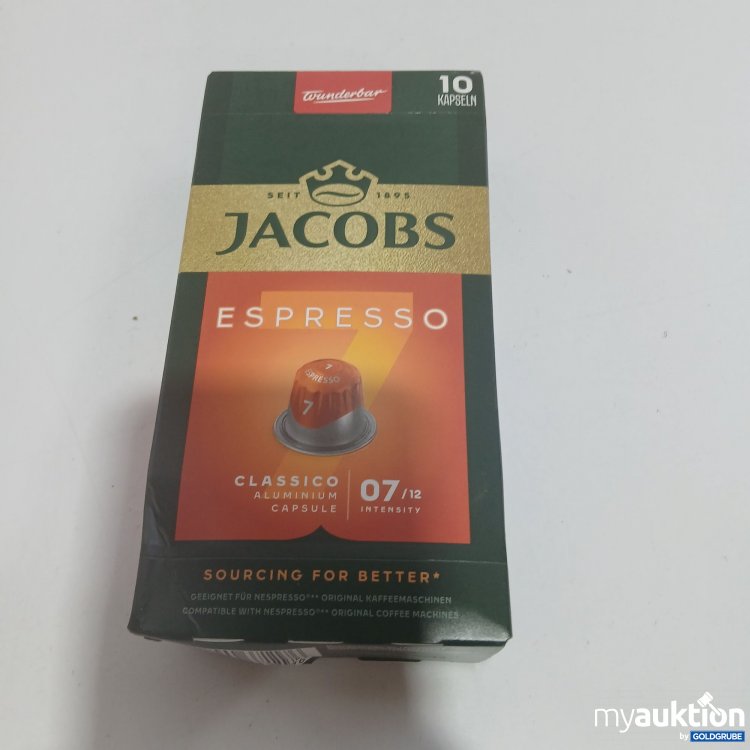 Wunderbar
10
KAPSELN
SEIT 1895
JACOBS
ESPRESSO
7
7
ESPRESSO
7
CLASSICO
ALUMINIUM
CAPSULE
07/12
INTENSITY
SOURCING FOR BETTER*
GEEIGNET FÜR NESPRESSO®** ORIGINAL KAFFEEMASCHINEN
COMPATIBLE WITH NESPRESSO®** ORIGINAL COFFEE MACHINES
myauktion
by GOLDGRUBE